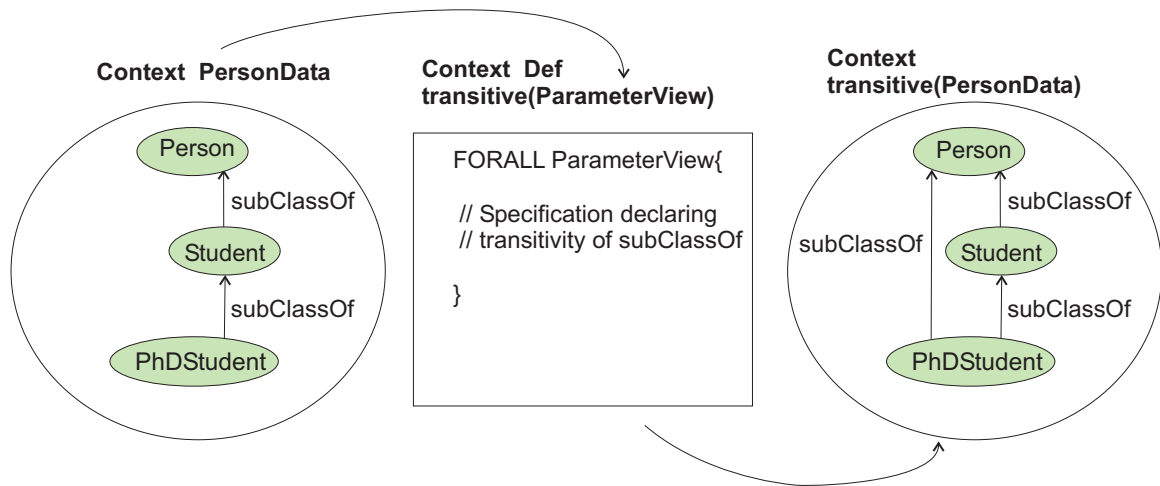 Context PersonData
Person
subClassOf
Student
subClassOf
PhDStudent
Context Def
transitive(ParameterView)
FORALL ParameterView{
// Specification declaring
// transitivity of subClassOf
}
Context
transitive(PersonData)
Person
subClassOf
subClassOf
Student
subClassOf
PhDStudent